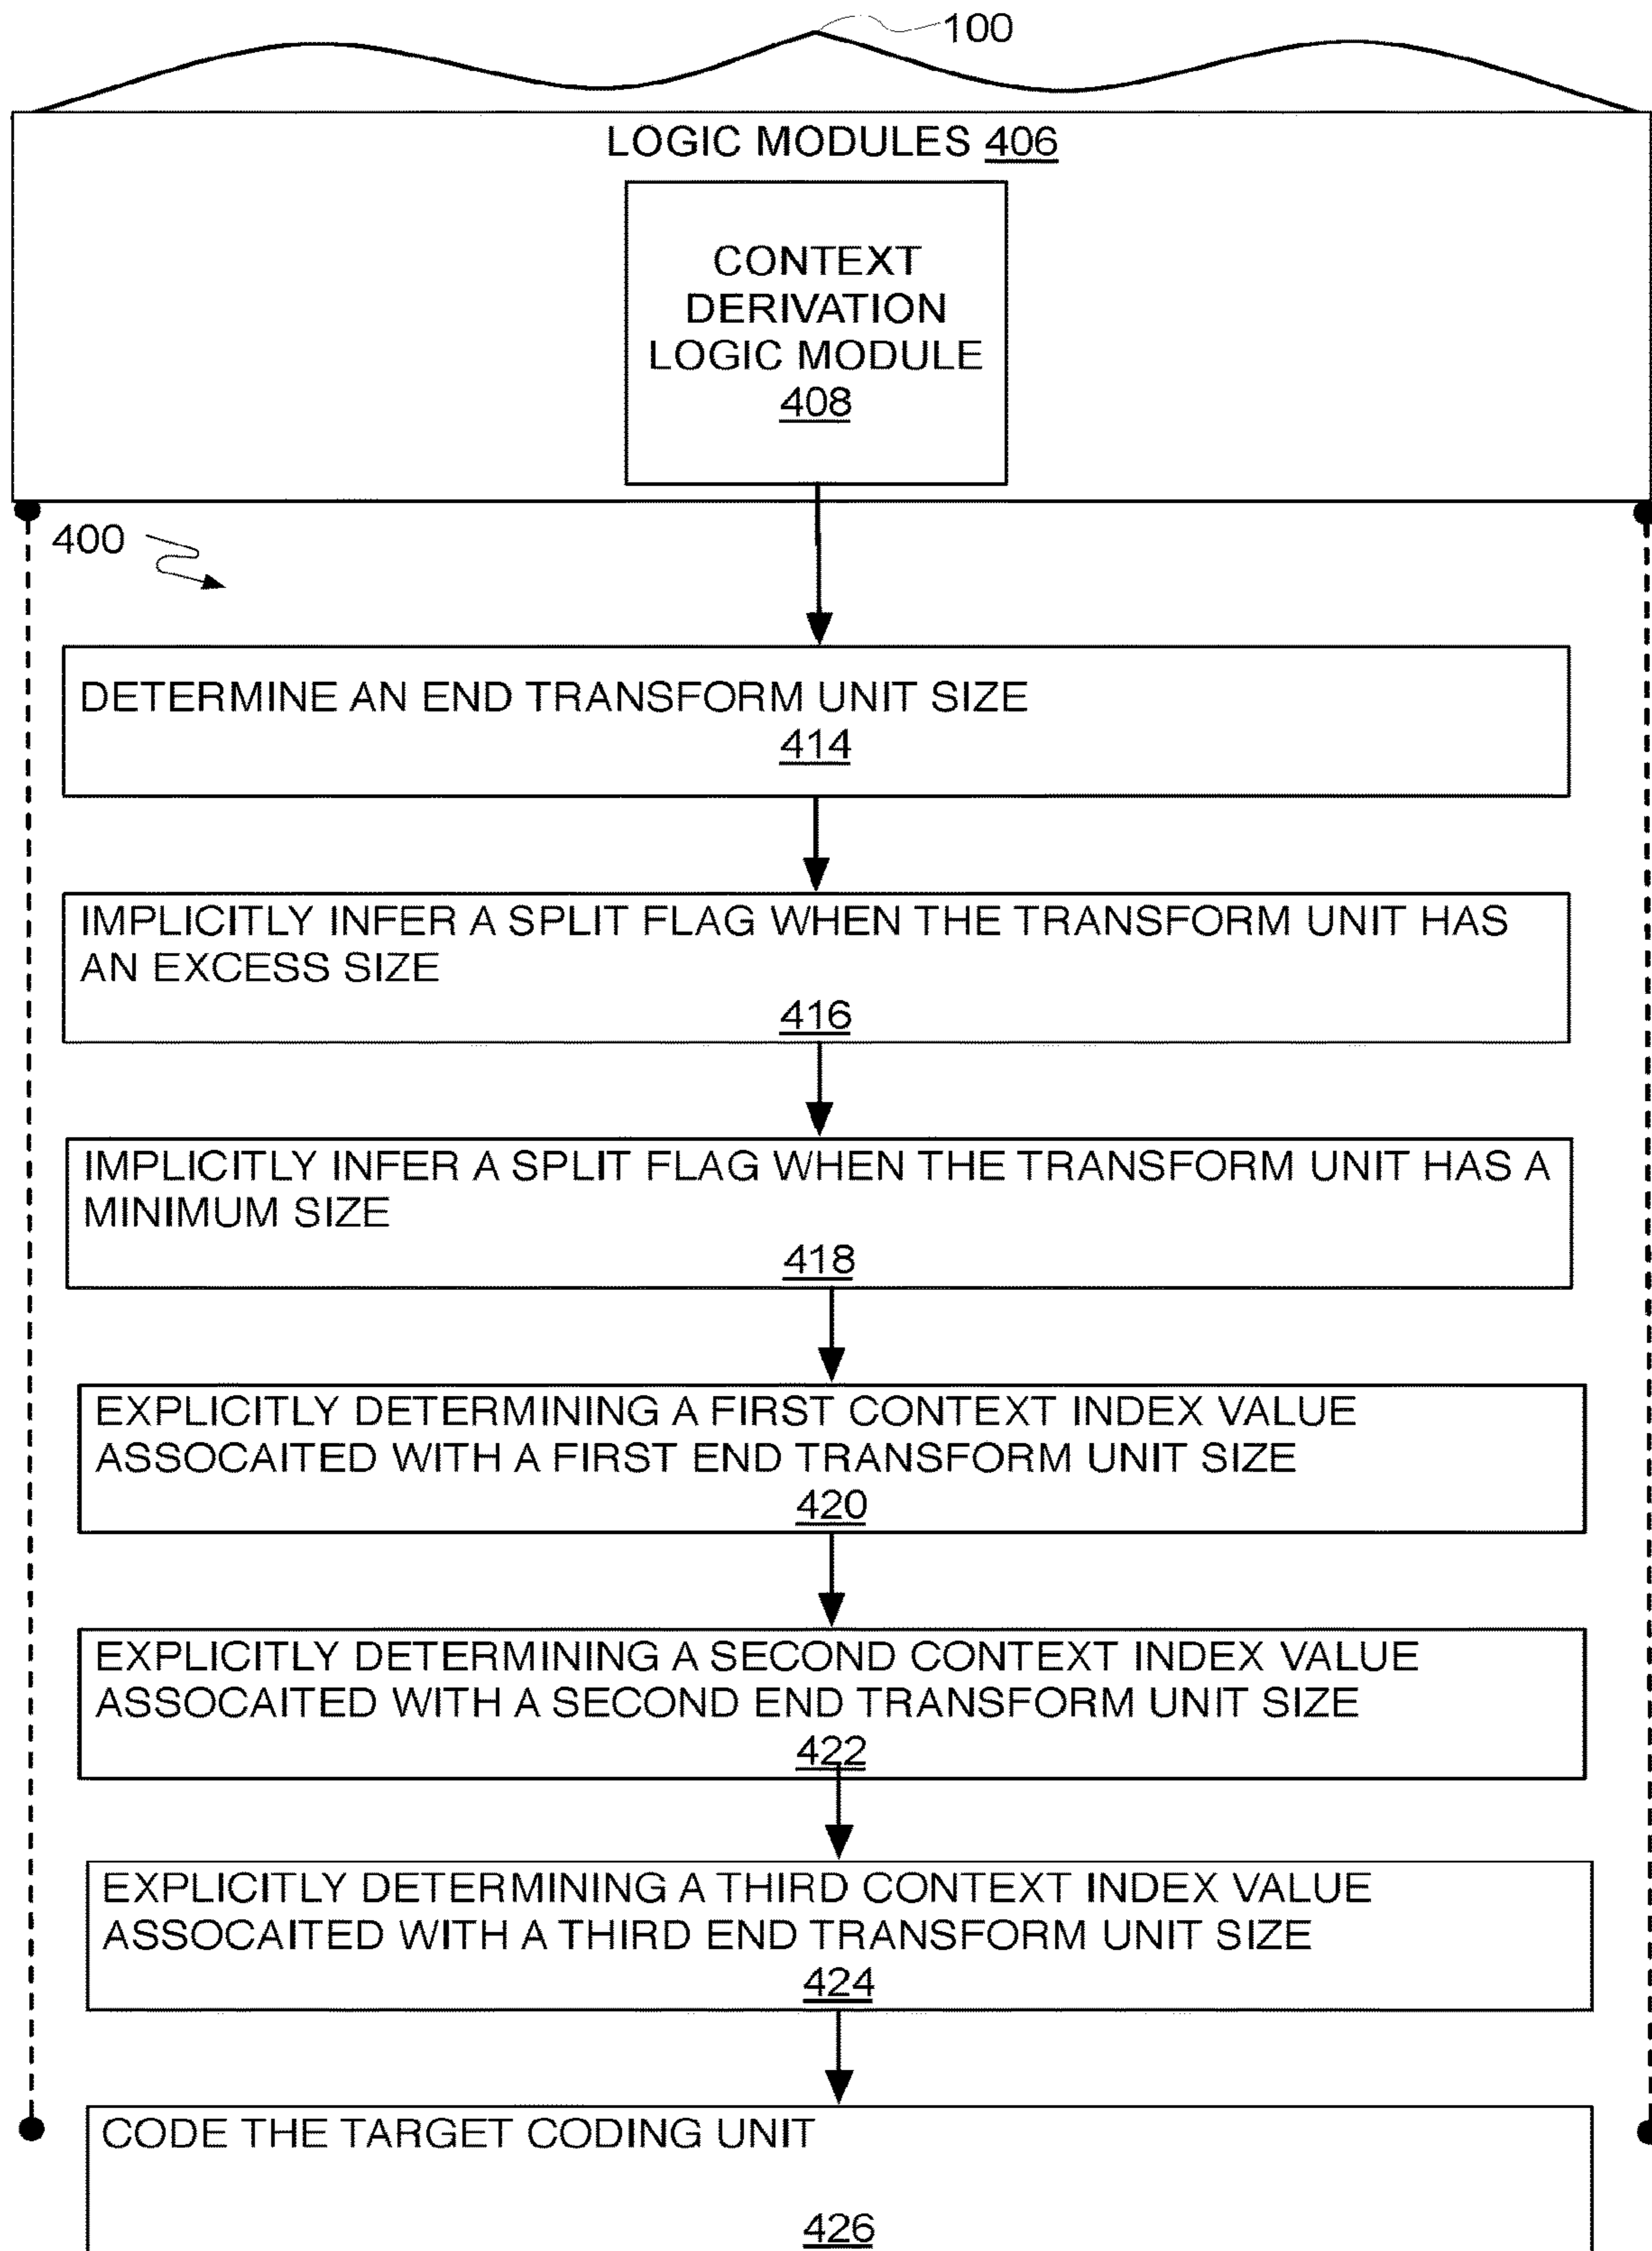 100
LOGIC MODULES 406
CONTEXT
DERIVATION
LOGIC MODULE
408
400
DETERMINE AN END TRANSFORM UNIT SIZE
414
IMPLICITLY INFER A SPLIT FLAG WHEN THE TRANSFORM UNIT HAS
AN EXCESS SIZE
416
IMPLICITLY INFER A SPLIT FLAG WHEN THE TRANSFORM UNIT HAS A
MINIMUM SIZE
418
EXPLICITLY DETERMINING A FIRST CONTEXT INDEX VALUE
ASSOCAITED WITH A FIRST END TRANSFORM UNIT SIZE
420
EXPLICITLY DETERMINING A SECOND CONTEXT INDEX VALUE
ASSOCAITED WITH A SECOND END TRANSFORM UNIT SIZE
422
EXPLICITLY DETERMINING A THIRD CONTEXT INDEX VALUE
ASSOCAITED WITH A THIRD END TRANSFORM UNIT SIZE
424
CODE THE TARGET CODING UNIT
426